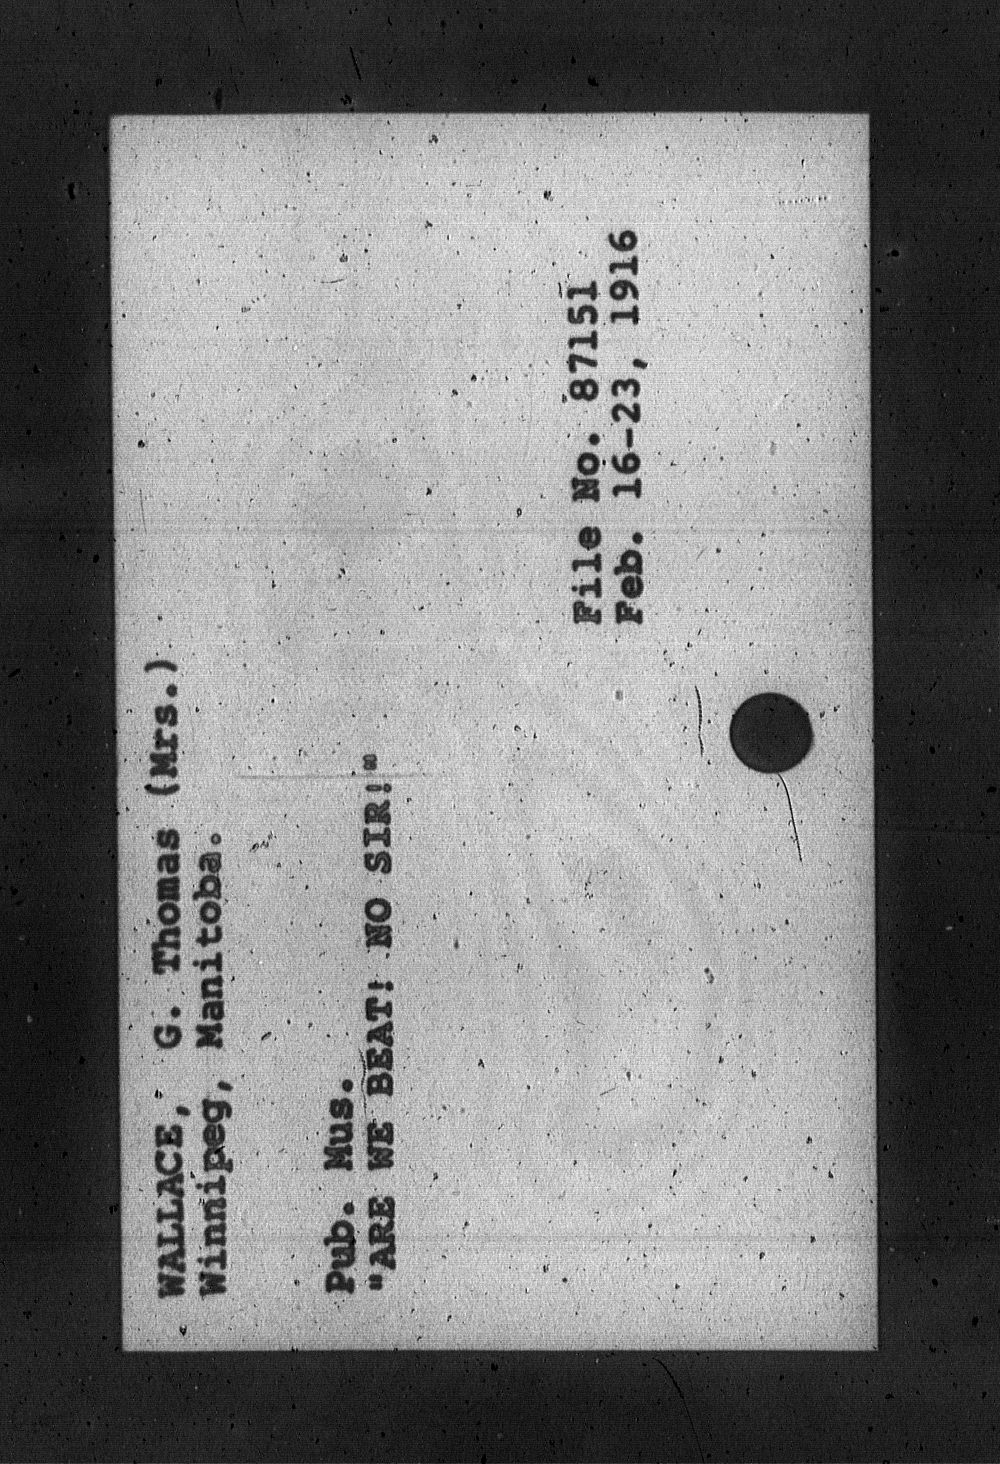 WALLACE, G. Thomas (Mrs.)
Winnipeg, Manitoba.
Pub. Mus.
"ARE WE BEAT! NO SIR!"
File No. 87151
Feb. 16-23, 1916